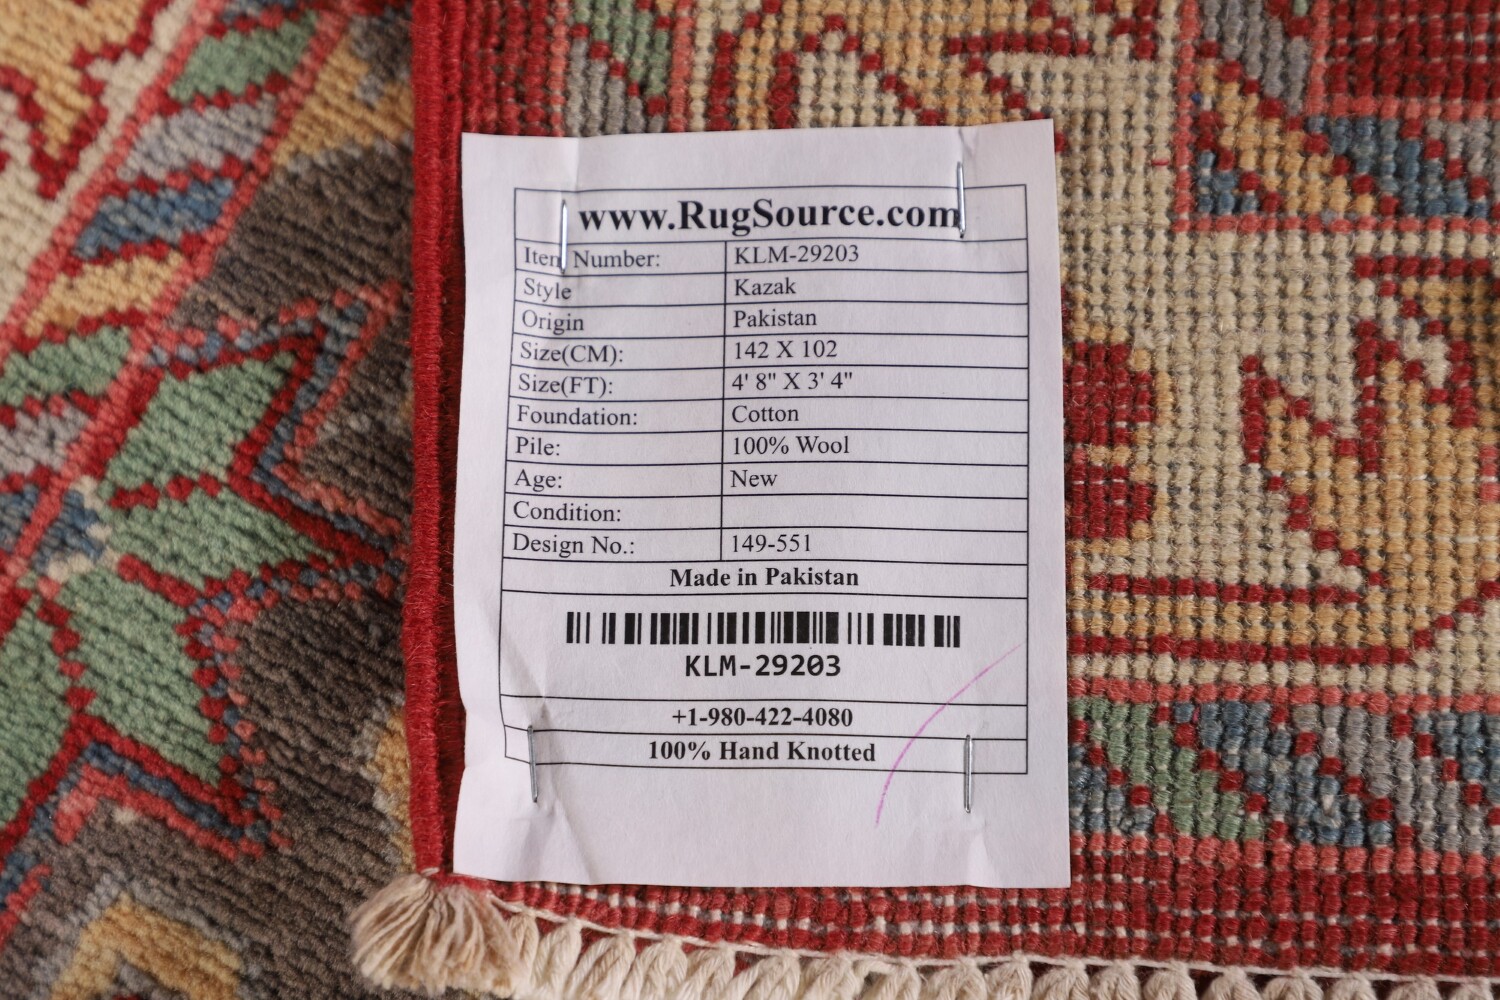 www.RugSource.com
Item Number: KLM-29203
Style Kazak
Origin Pakistan
Size(CM): 142 X 102
Size(FT): 4' 8" X 3' 4"
Foundation: Cotton
Pile: 100% Wool
Age: New
Condition:
Design No.: 149-551
Made in Pakistan
KLM-29203
+1-980-422-4080
100% Hand Knotted